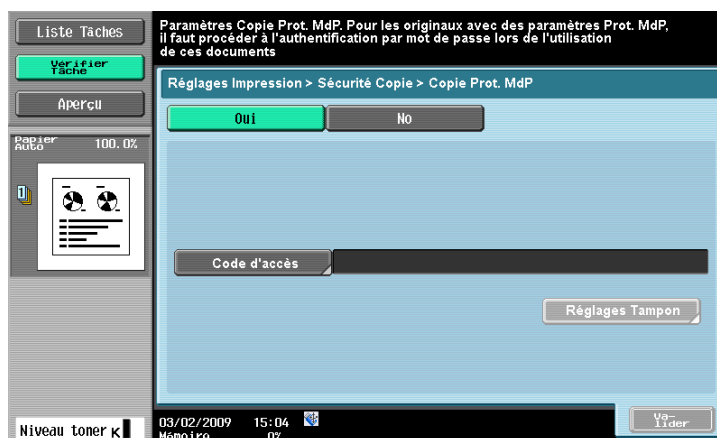 Liste Tâches
Vérifier
Tâche
Aperçu
Papier
Auto
100.0%
1
Paramètres Copie Prot. MdP. Pour les originaux avec des paramètres Prot. MdP,
il faut procéder à l'authentification par mot de passe lors de l'utilisation
de ces documents
Réglages Impression > Sécurité Copie > Copie Prot. MdP
Oui
No
Code d'accès
Réglages Tampon
Niveau toner K
03/02/2009 15:04
Mémoire 0%
Va-
lider